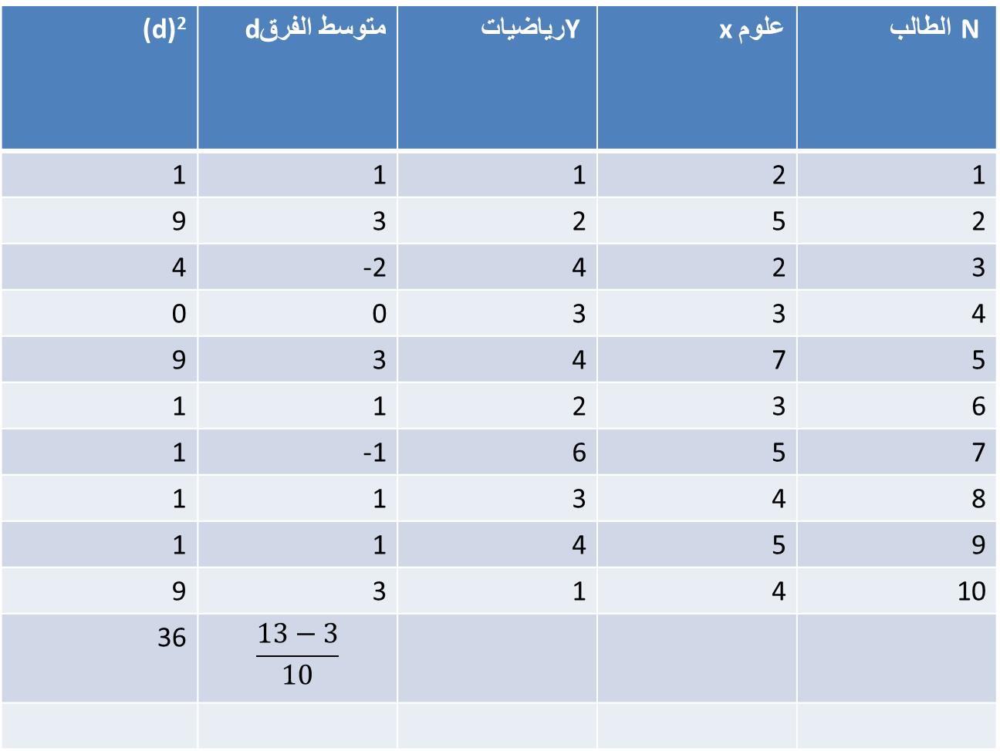 N الطالب
علوم x
Yرياضيات
متوسط الفرقd
(d)²
1 2 1 1 1
2 5 2 3 9
3 2 4 -2 4
4 3 3 0 0
5 7 4 3 9
6 3 2 1 1
7 5 6 -1 1
8 4 3 1 1
9 5 4 1 1
10 4 1 3 9
13 − 3
10
36